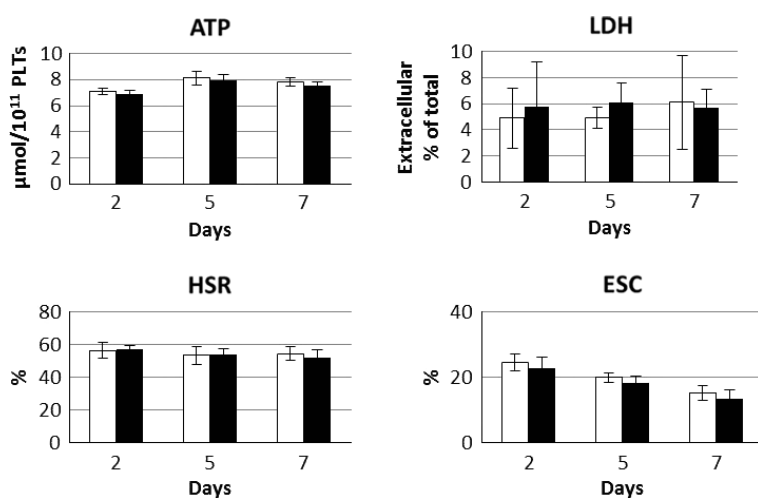 ATP
µmol/10¹¹ PLTs
10
8
6
4
2
0
2 5 7
Days
LDH
Extracellular
% of total
10
8
6
4
2
0
2 5 7
Days
HSR
%
80
60
40
20
0
2 5 7
Days
ESC
%
40
20
0
2 5 7
Days